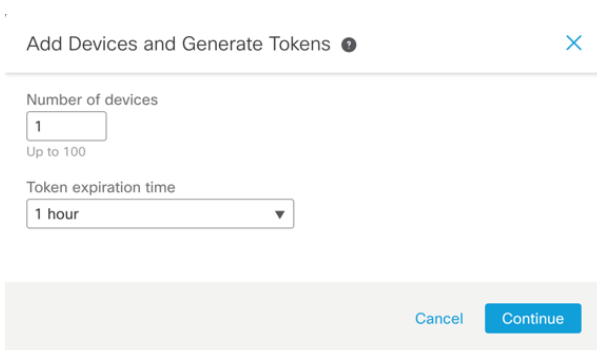 Add Devices and Generate Tokens ?
Number of devices
1
Up to 100
Token expiration time
1 hour
Cancel Continue